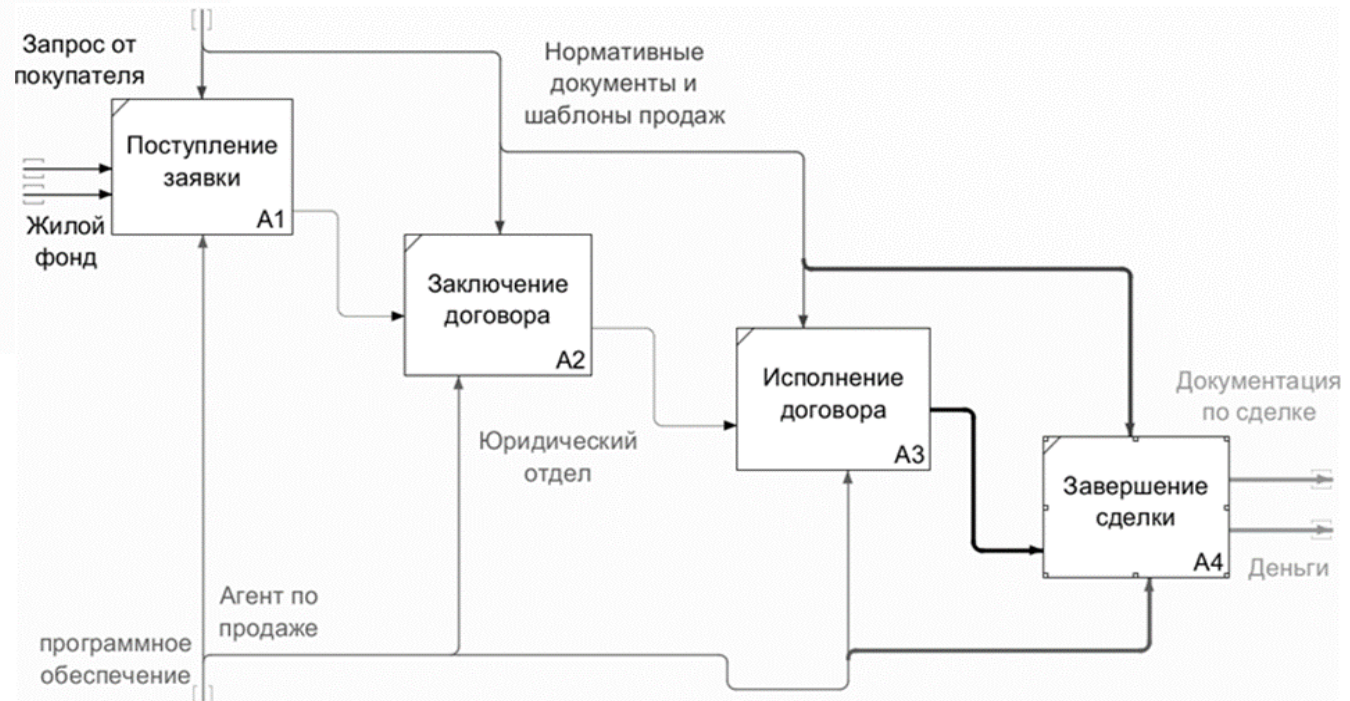 Запрос от
покупателя
Нормативные
документы и
шаблоны продаж
Поступление
заявки
A1
Жилой
фонд
Заключение
договора
A2
Исполнение
договора
A3
Юридический
отдел
Документация
по сделке
Завершение
сделки
A4
Деньги
Агент по
продаже
программное
обеспечение